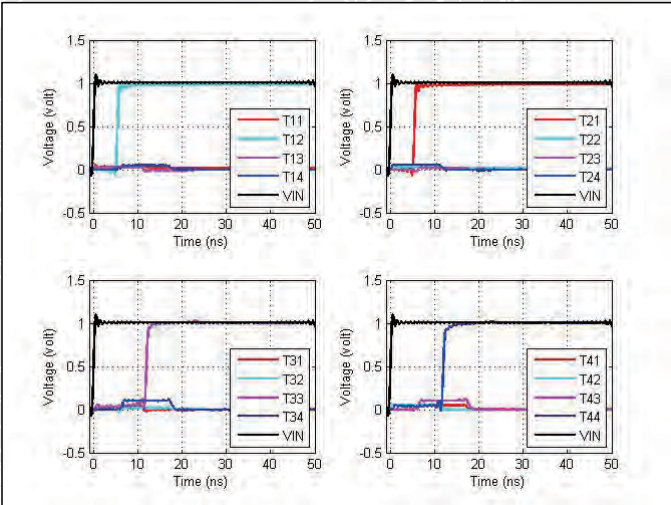 1.5
1
0.5
0
-0.5
Voltage (volt)
T11
T12
T13
T14
VIN
0 10 20 30 40 50
Time (ns)
1.5
1
0.5
0
-0.5
Voltage (volt)
T21
T22
T23
T24
VIN
0 10 20 30 40 50
Time (ns)
1.5
1
0.5
0
-0.5
Voltage (volt)
T31
T32
T33
T34
VIN
0 10 20 30 40 50
Time (ns)
1.5
1
0.5
0
-0.5
Voltage (volt)
T41
T42
T43
T44
VIN
0 10 20 30 40 50
Time (ns)